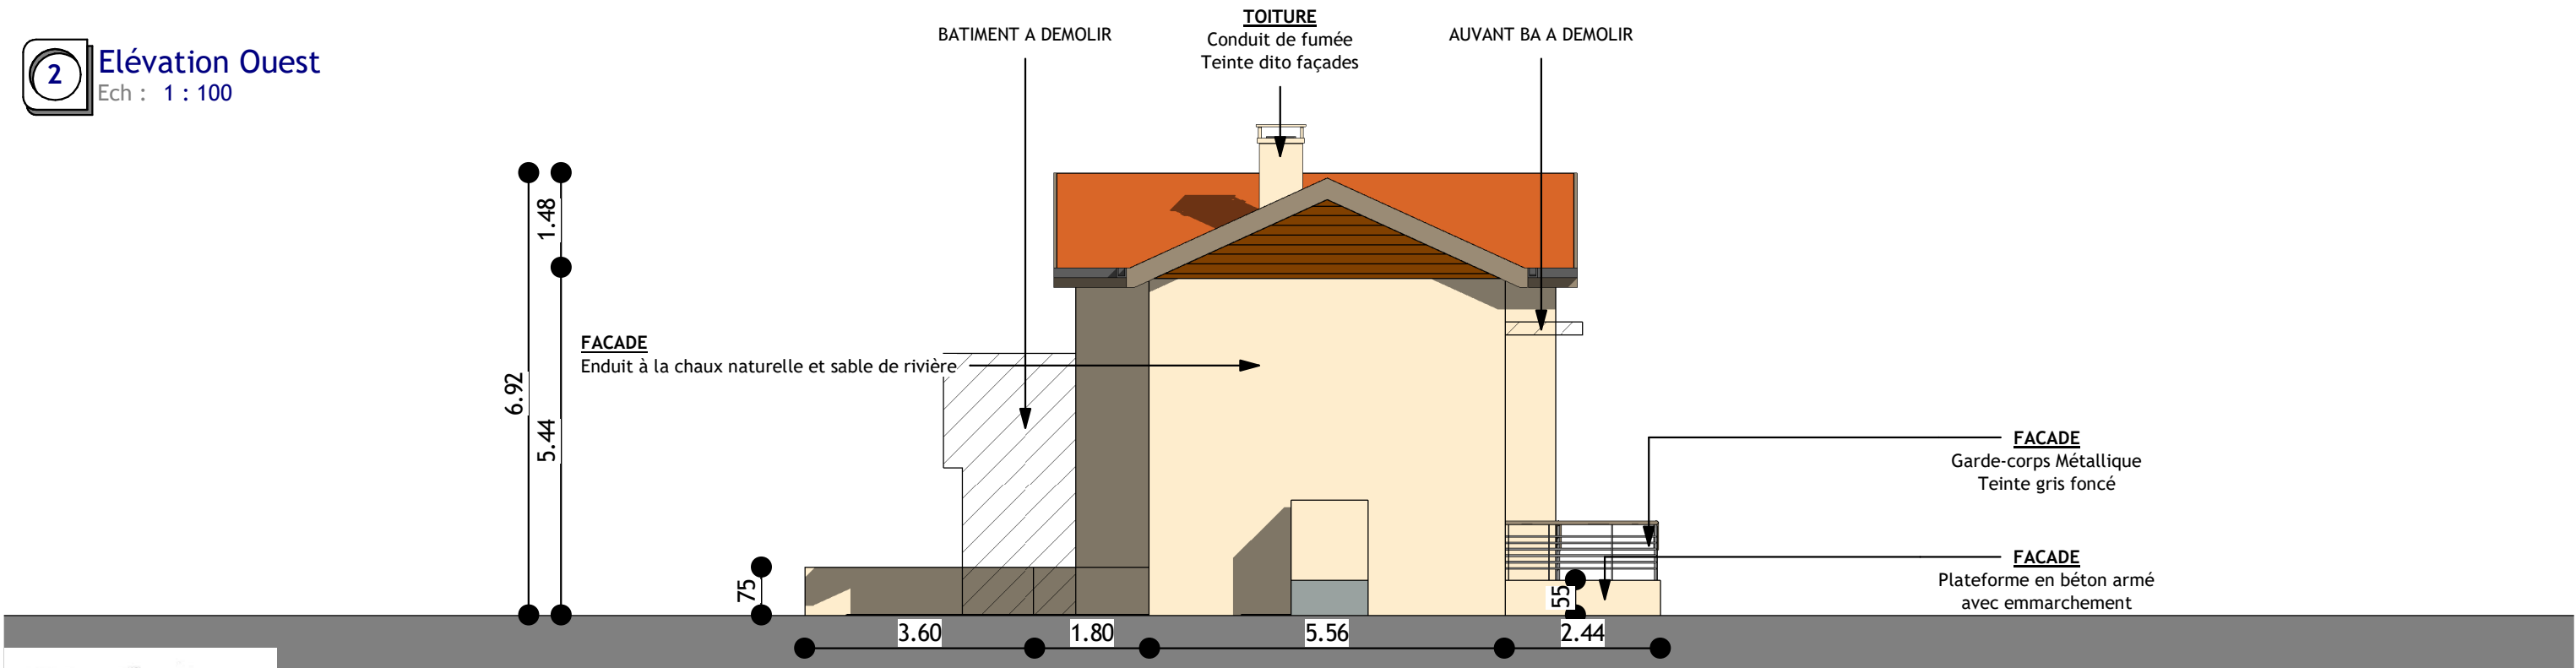 2
Elévation Ouest
Ech : 1 : 100
BATIMENT A DEMOLIR
TOITURE
Conduit de fumée
Teinte dito façades
AUVANT BA A DEMOLIR
1.48
6.92
5.44
FACADE
Enduit à la chaux naturelle et sable de rivière
FACADE
Garde-corps Métallique
Teinte gris foncé
FACADE
Plateforme en béton armé
avec emmarchement
75
55
3.60
1.80
5.56
2.44